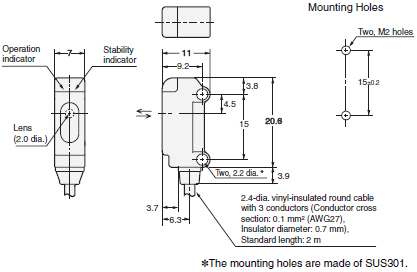 Mounting Holes
Operation
indicator
7
Stability
indicator
11
9.2
Two, M2 holes
3.8
4.5
15
20.6
15±0.2
Lens
(2.0 dia.)
Two, 2.2 dia. *
3.9
3.7
6.3
2.4-dia. vinyl-insulated round cable
with 3 conductors (Conductor cross
section: 0.1 mm² (AWG27),
Insulator diameter: 0.7 mm),
Standard length: 2 m
*The mounting holes are made of SUS301.